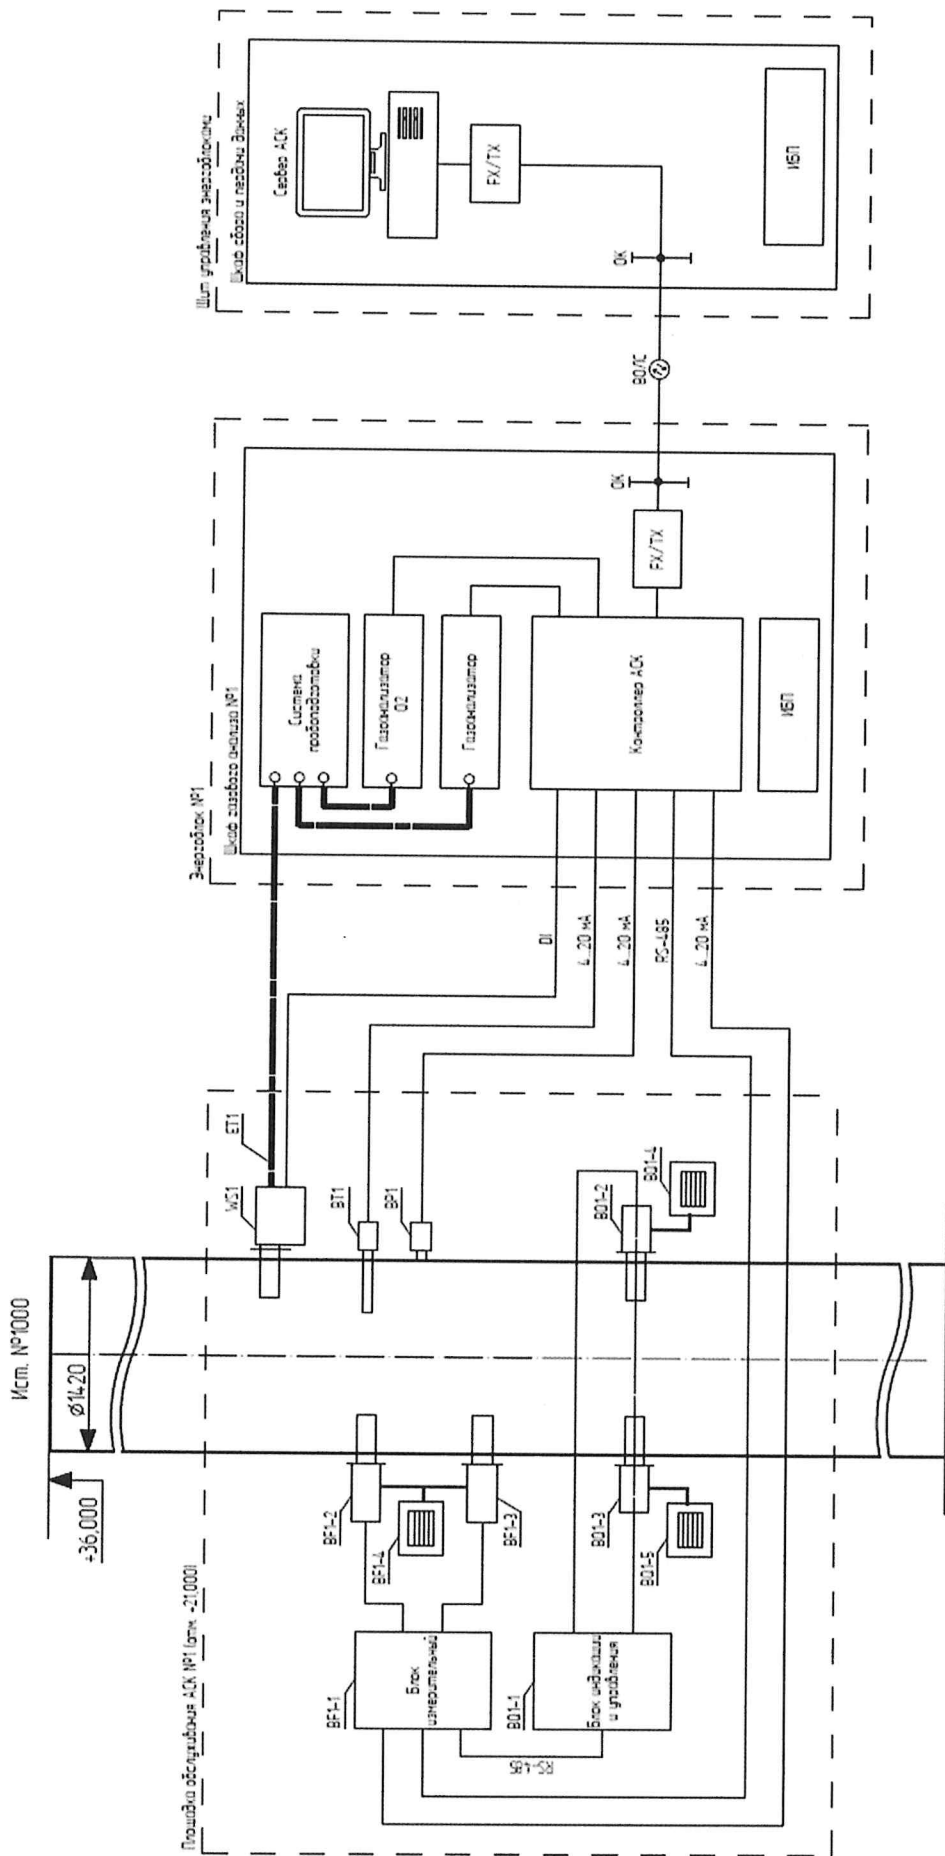 Ист. №1000
+36,000
Ø1420
Площадка обслуживания АСК №1 (отм. +21,000)
BF1-1
Блок
измерительный
BF1-2
BF1-4
BF1-3
BQ1-1
Блок индикации
и управления
RS-485
BQ1-3
BQ1-5
WS1
ET1
BT1
BP1
BQ1-2
BQ1-4
DI
4...20 мА
4...20 мА
RS-485
4...20 мА
Энергоблок №1
Шкаф газового анализа №1
Система
пробоподготовки
Газоанализатор
O2
Газоанализатор
Контроллер АСК
ИБП
FX/TX
ОК
ВОЛС
Щит управления энергоблоками
Шкаф сбора и передачи данных
Сервер АСК
FX/TX
ОК
ИБП